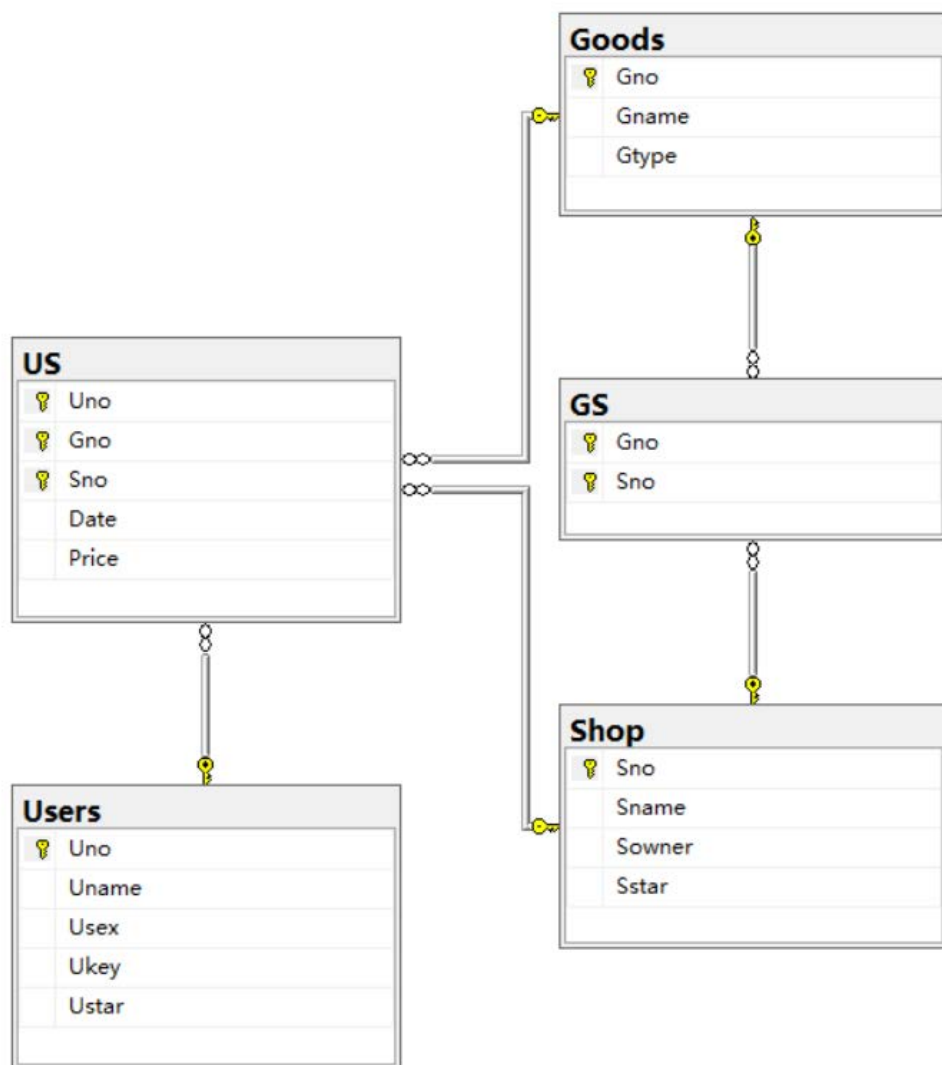 Goods
Gno
Gname
Gtype
US
Uno
Gno
Sno
Date
Price
GS
Gno
Sno
Shop
Sno
Sname
Sowner
Sstar
Users
Uno
Uname
Usex
Ukey
Ustar